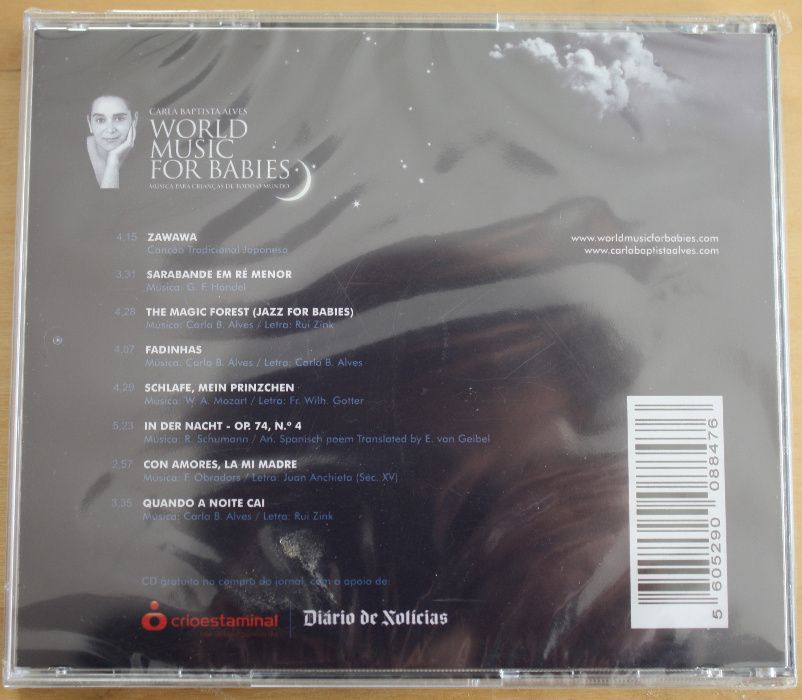 CARLA BAPTISTA ALVES
WORLD
MUSIC
FOR BABIES
MÚSICA PARA CRIANÇAS DE TODO O MUNDO
4,15 ZAWAWA
Canção Tradicional Japonesa
www.worldmusicforbabies.com
www.carlabaptistaalves.com
3,31 SARABANDE EM RÉ MENOR
Música: G. F. Handel
4,28 THE MAGIC FOREST (JAZZ FOR BABIES)
Música: Carla B. Alves / Letra: Rui Zink
4,07 FADINHAS
Música: Carla B. Alves / Letra: Carla B. Alves
4,29 SCHLAFE, MEIN PRINZCHEN
Música: W. A. Mozart / Letra: Fr. Wilh. Gotter
5,23 IN DER NACHT - OP. 74, N.º 4
Música: R. Schumann / An. Spanisch poem Translated by E. von Geibel
2,57 CON AMORES, LA MI MADRE
Música: F. Obradors / Letra: Juan Anchieta (Séc. XV)
3,35 QUANDO A NOITE CAI
Música: Carla B. Alves / Letra: Rui Zink
CD gratuito na compra do jornal, com o apoio de:
crioestaminal
Diário de Notícias
5 605290 088476